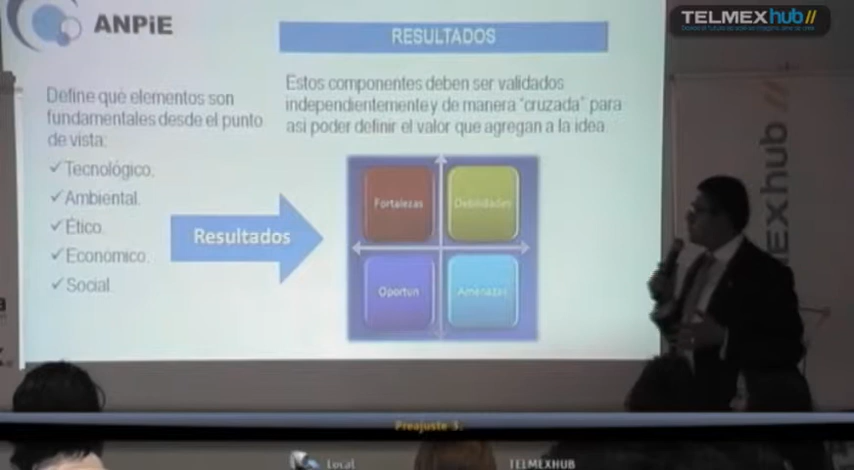 TELMEXhub//
ANPiE
RESULTADOS
Define qué elementos son
fundamentales desde el punto
de vista:
✓Tecnológico.
✓Ambiental.
✓Ético.
✓Económico.
✓Social.
Estos componentes deben ser validados
independientemente y de manera "cruzada" para
asi poder definir el valor que agregan a la idea.
Resultados
Fortalezas
Debilidades
Oportun
Amenazas
MEXhub//
Preajuste 3.
Local
TELMEXHUB